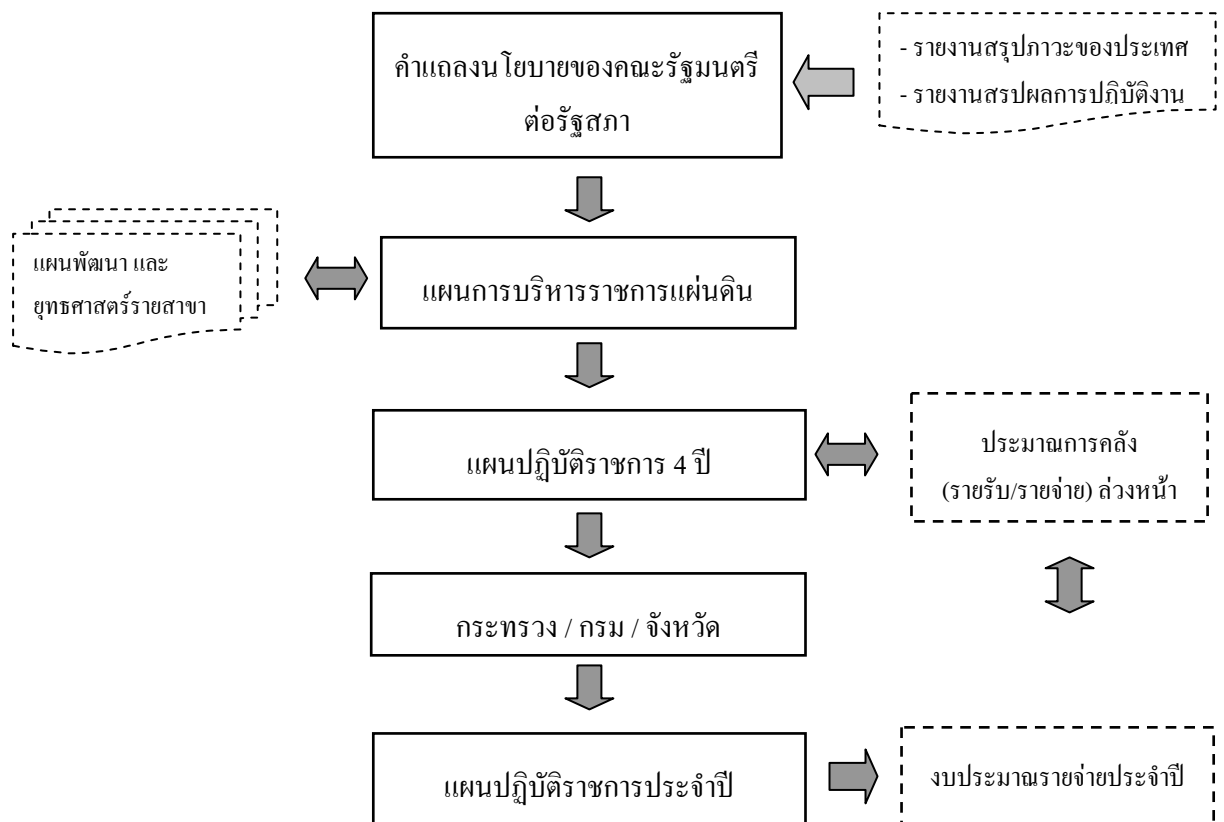 คำแถลงนโยบายของคณะรัฐมนตรี
ต่อรัฐสภา
- รายงานสรุปภาวะของประเทศ
- รายงานสรปผลการปฏิบัติงาน
แผนพัฒนา และ
ยุทธศาสตร์รายสาขา
แผนการบริหารราชการแผ่นดิน
แผนปฏิบัติราชการ 4 ปี
ประมาณการคลัง
(รายรับ/รายจ่าย) ล่วงหน้า
กระทรวง / กรม / จังหวัด
แผนปฏิบัติราชการประจำปี
งบประมาณรายจ่ายประจำปี